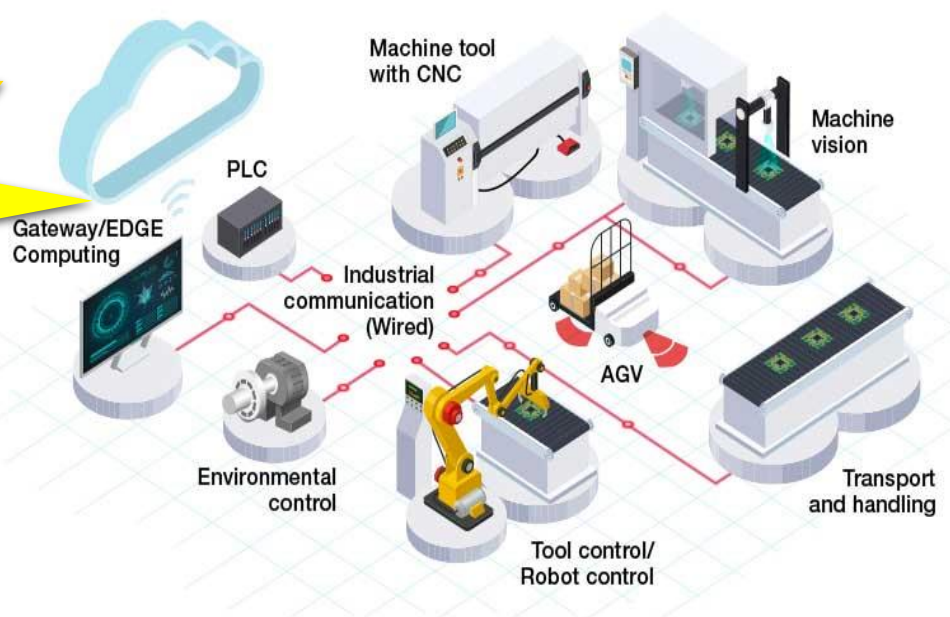 Machine tool
with CNC
Machine
vision
PLC
Gateway/EDGE
Computing
Industrial
communication
(Wired)
AGV
Environmental
control
Transport
and handling
Tool control/
Robot control